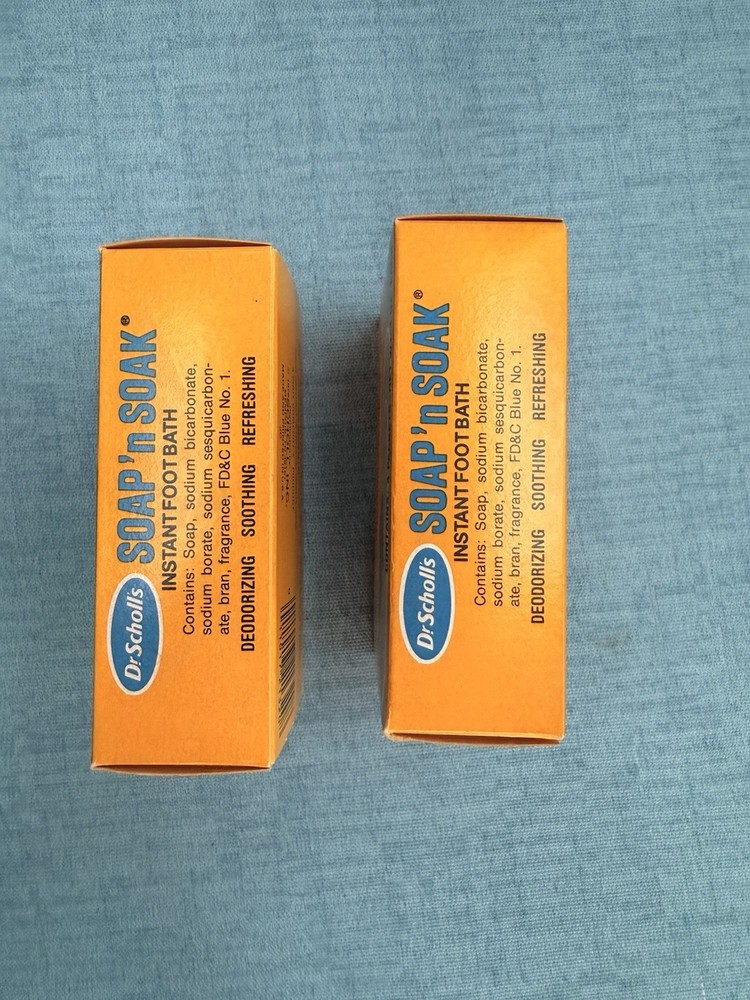 Dr Scholl's
SOAP 'n SOAK®
INSTANT FOOT BATH
Contains: Soap, sodium bicarbonate,
sodium borate, sodium sesquicarbon-
ate, bran, fragrance, FD&C Blue No. 1.
DEODORIZING SOOTHING REFRESHING
Dr Scholl's
SOAP 'n SOAK®
INSTANT FOOT BATH
Contains: Soap, sodium bicarbonate,
sodium borate, sodium sesquicarbon-
ate, bran, fragrance, FD&C Blue No. 1.
DEODORIZING SOOTHING REFRESHING